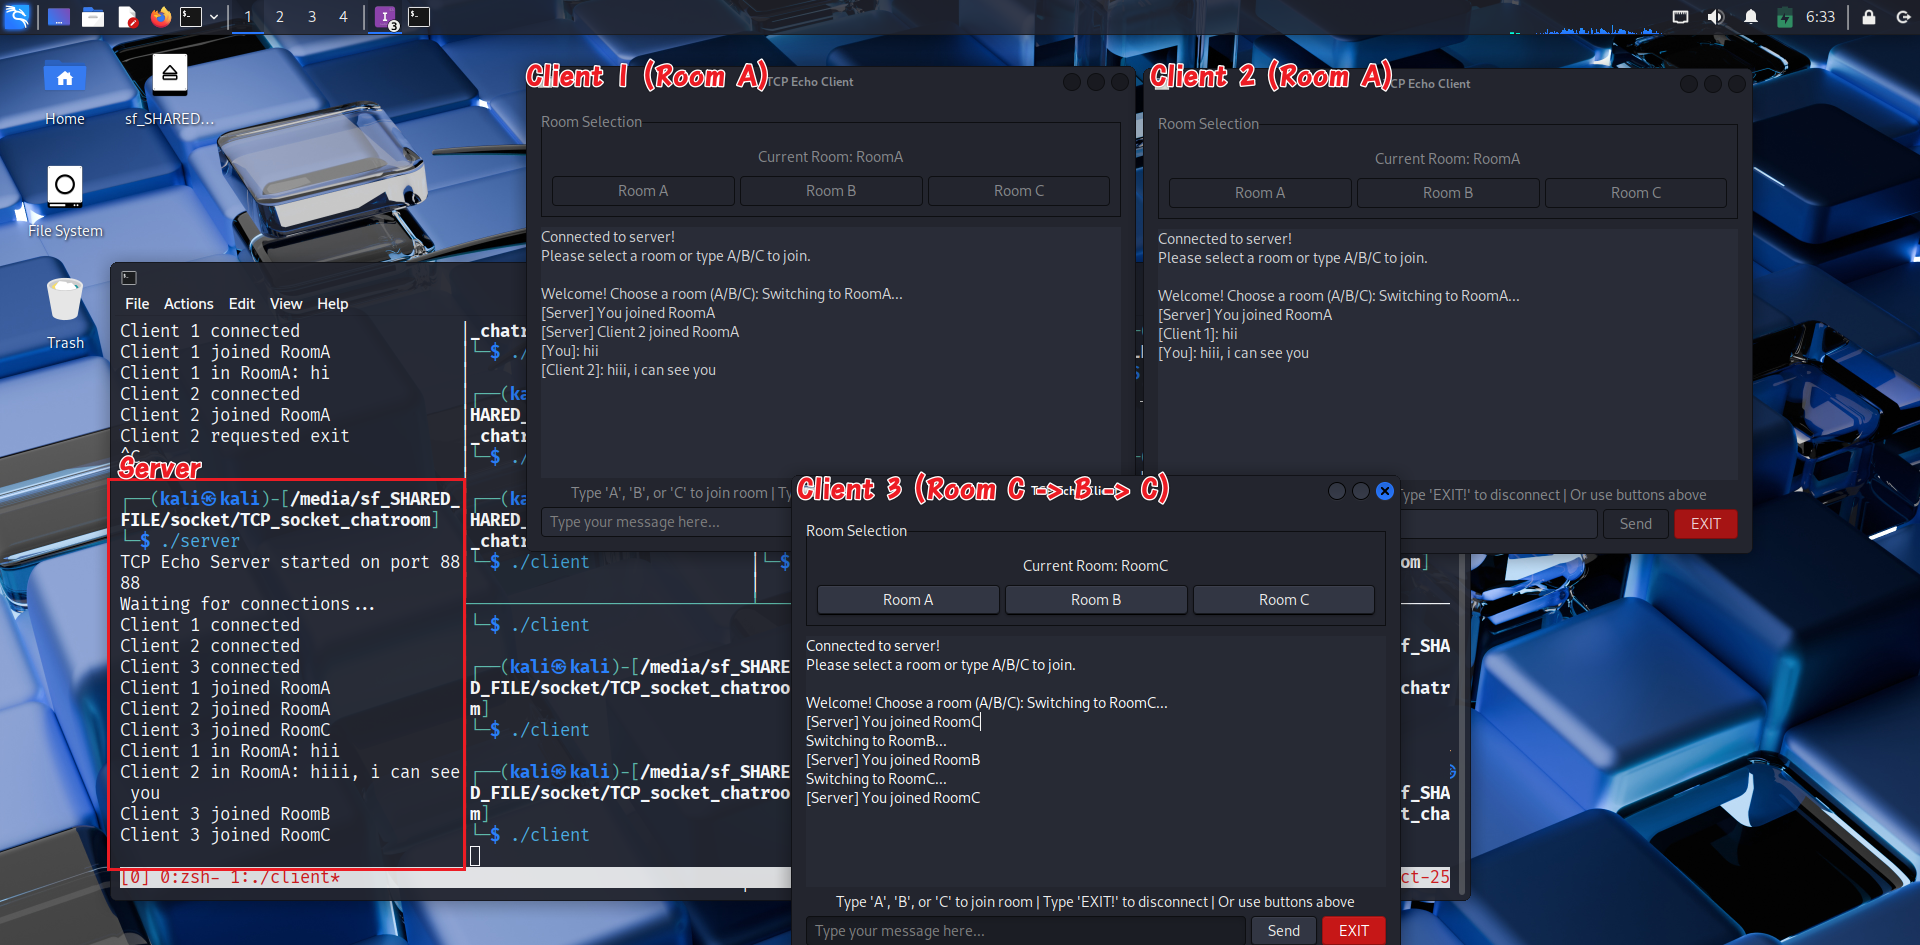 1 2 3 4
3
6:33
Home
sf_SHARED...
File System
Trash
Client 1 (Room A)
TCP Echo Client
Room Selection
Current Room: RoomA
Room A Room B Room C
Connected to server!
Please select a room or type A/B/C to join.
Welcome! Choose a room (A/B/C): Switching to RoomA...
[Server] You joined RoomA
[Server] Client 2 joined RoomA
[You]: hii
[Client 2]: hiii, i can see you
Type 'A', 'B', or 'C' to join room | Ty
Type your message here...
Client 2 (Room A)
CP Echo Client
Room Selection
Current Room: RoomA
Room A Room B Room C
Connected to server!
Please select a room or type A/B/C to join.
Welcome! Choose a room (A/B/C): Switching to RoomA...
[Server] You joined RoomA
[Client 1]: hii
[You]: hiii, i can see you
ype 'EXIT!' to disconnect | Or use buttons above
Send EXIT
File Actions Edit View Help
Client 1 connected
Client 1 joined RoomA
Client 1 in RoomA: hi
Client 2 connected
Client 2 joined RoomA
Client 2 requested exit
^C
Server
┌──(kali㉿kali)-[/media/sf_SHARED_
FILE/socket/TCP_socket_chatroom]
└─$ ./server
TCP Echo Server started on port 88
88
Waiting for connections...
Client 1 connected
Client 2 connected
Client 3 connected
Client 1 joined RoomA
Client 2 joined RoomA
Client 3 joined RoomC
Client 1 in RoomA: hii
Client 2 in RoomA: hiii, i can see
you
Client 3 joined RoomB
Client 3 joined RoomC
[0] 0:zsh- 1:./client*
_chatr
└─$ ./
┌──(ka
HARED_
_chatr
└─$ ./
┌──(ka
HARED_
_chatr
└─$ ./client
└─$
└─$ ./client
┌──(kali㉿kali)-[/media/sf_SHARE
D_FILE/socket/TCP_socket_chatroo
m]
└─$ ./client
┌──(kali㉿kali)-[/media/sf_SHARE
D_FILE/socket/TCP_socket_chatroo
m]
└─$ ./client
om]
f_SHA
chatr
f_SHA
t_cha
ct-25
Client 3 (Room C -> B -> C)
Room Selection
Current Room: RoomC
Room A Room B Room C
Connected to server!
Please select a room or type A/B/C to join.
Welcome! Choose a room (A/B/C): Switching to RoomC...
[Server] You joined RoomC
Switching to RoomB...
[Server] You joined RoomB
Switching to RoomC...
[Server] You joined RoomC
Type 'A', 'B', or 'C' to join room | Type 'EXIT!' to disconnect | Or use buttons above
Type your message here...
Send EXIT